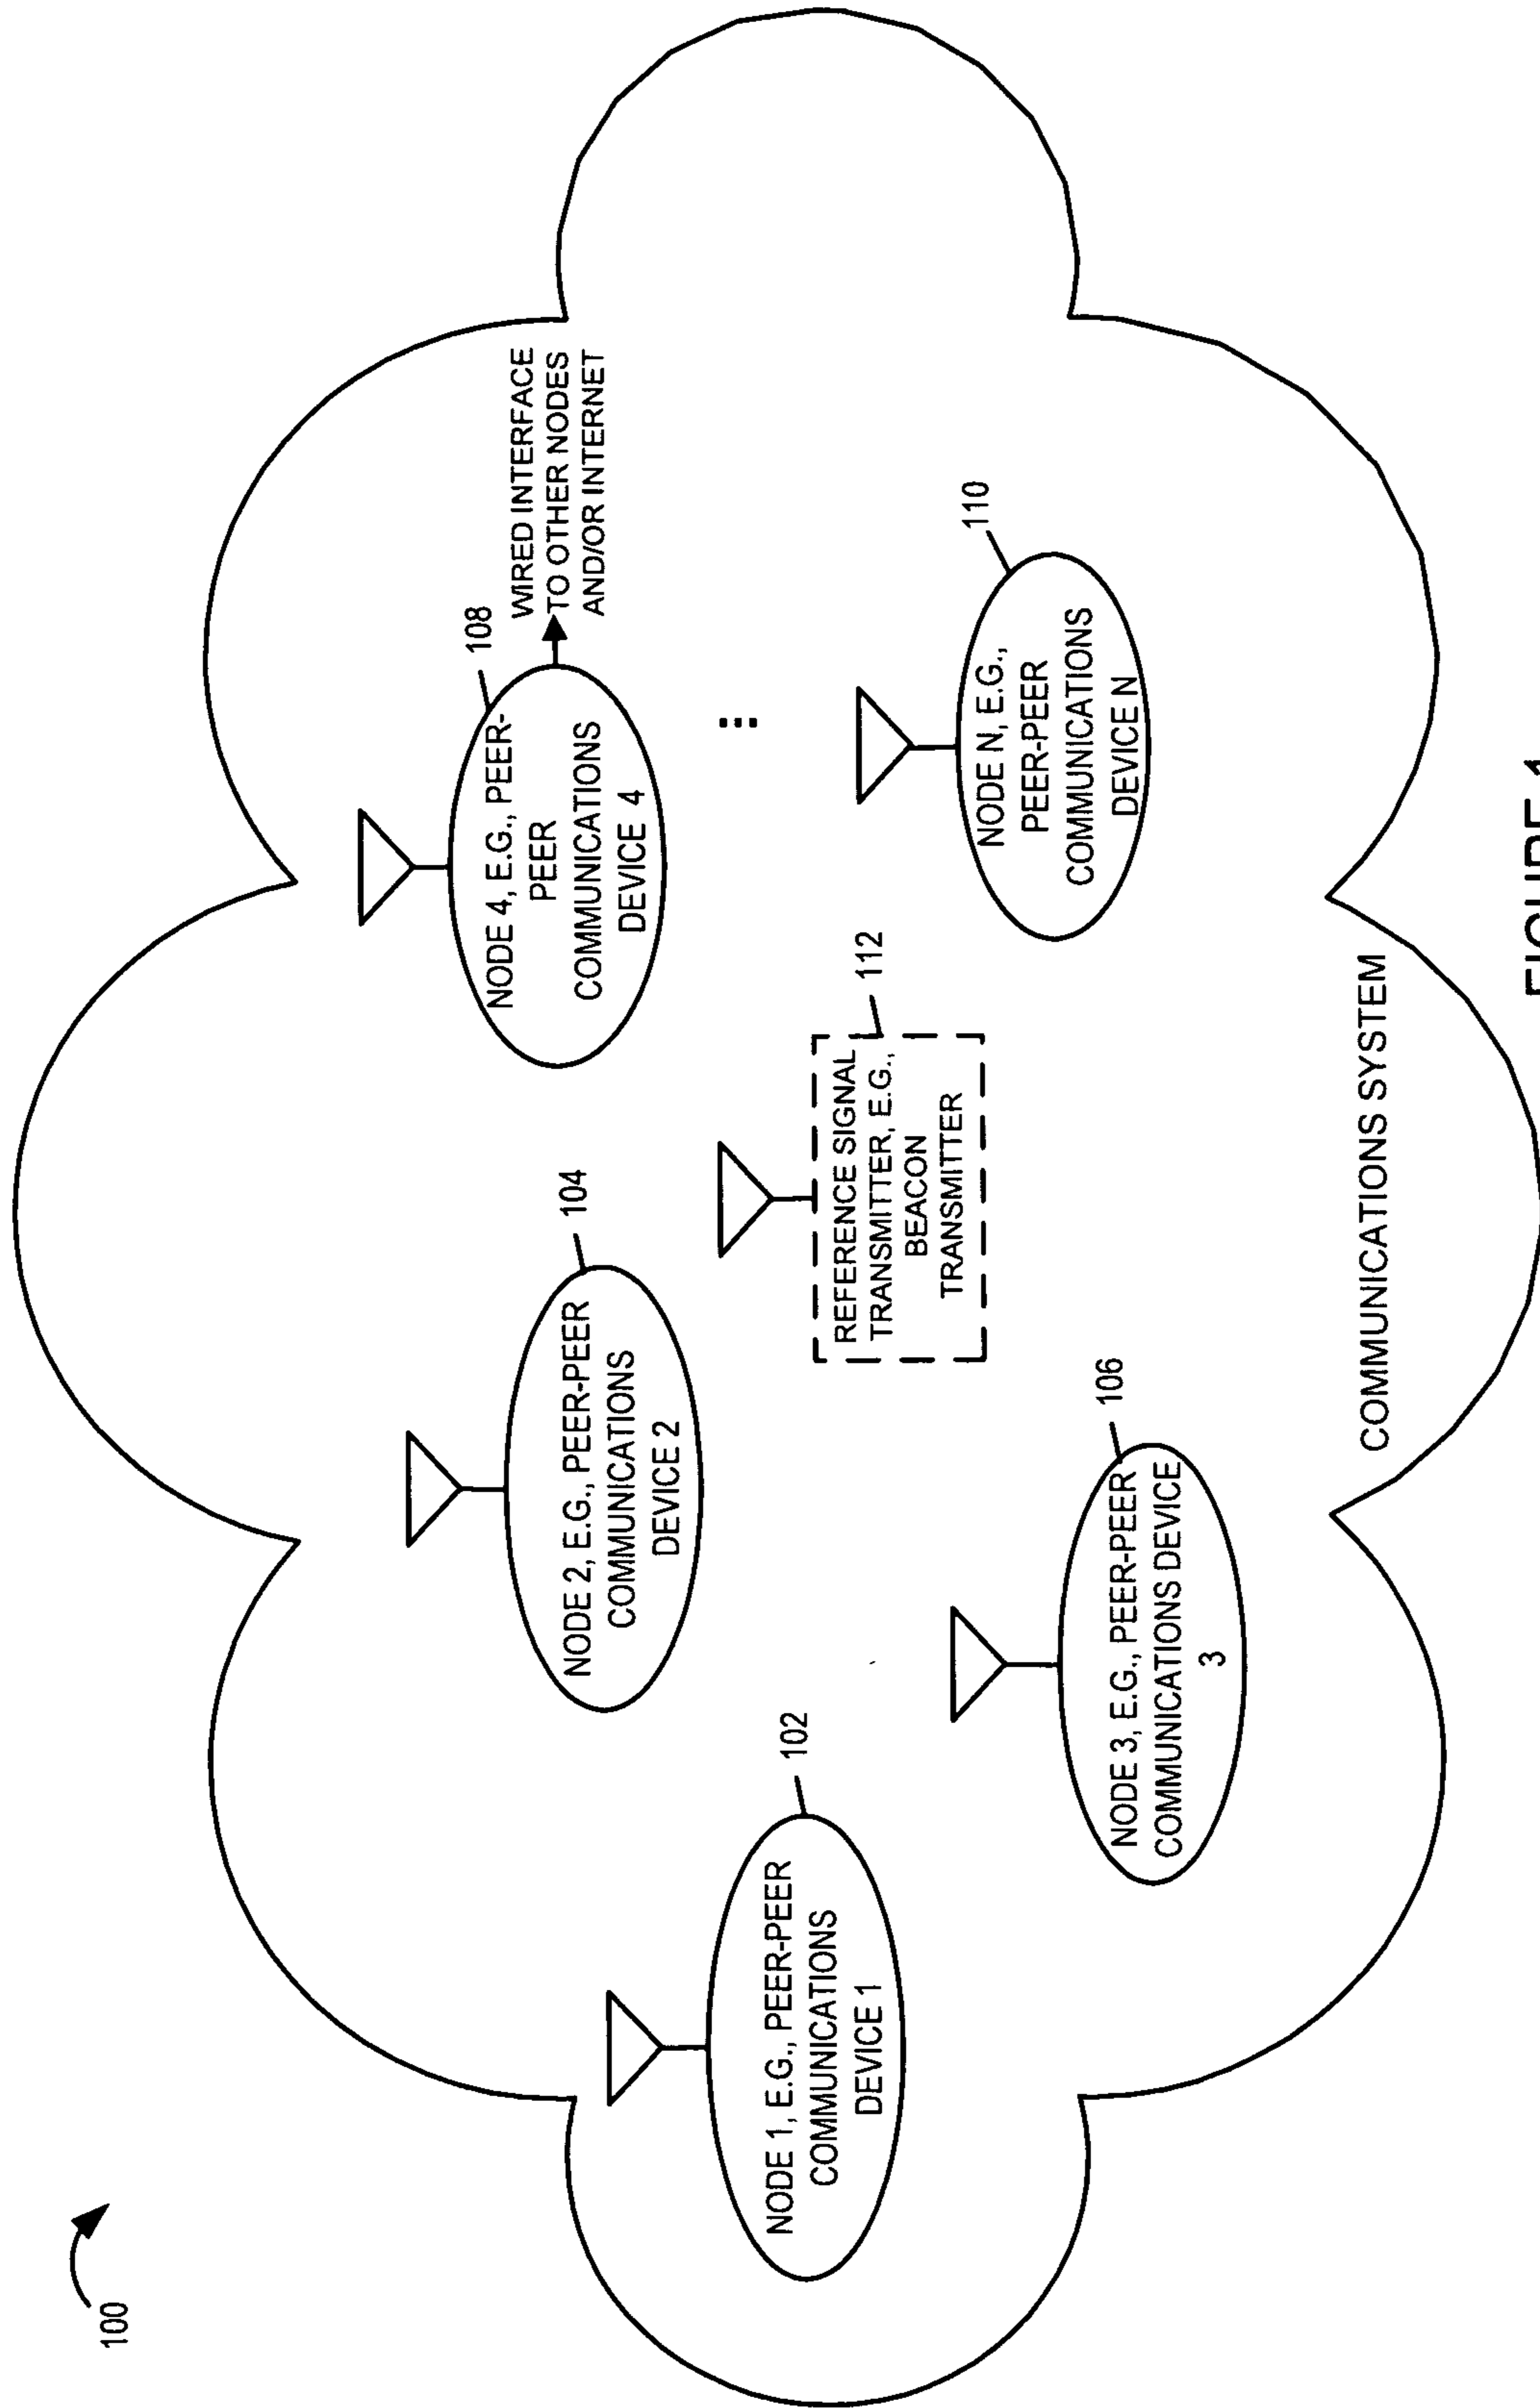 100
NODE 1, E.G., PEER-PEER
COMMUNICATIONS
DEVICE 1
102
NODE 2, E.G., PEER-PEER
COMMUNICATIONS
DEVICE 2
104
NODE 3, E.G., PEER-PEER
COMMUNICATIONS DEVICE
3
106
NODE 4, E.G., PEER-
PEER
COMMUNICATIONS
DEVICE 4
108
WIRED INTERFACE
TO OTHER NODES
AND/OR INTERNET
REFERENCE SIGNAL
TRANSMITTER, E.G.,
BEACON
TRANSMITTER
112
...
NODE N, E.G.,
PEER-PEER
COMMUNICATIONS
DEVICE N
110
COMMUNICATIONS SYSTEM
FIGURE 1